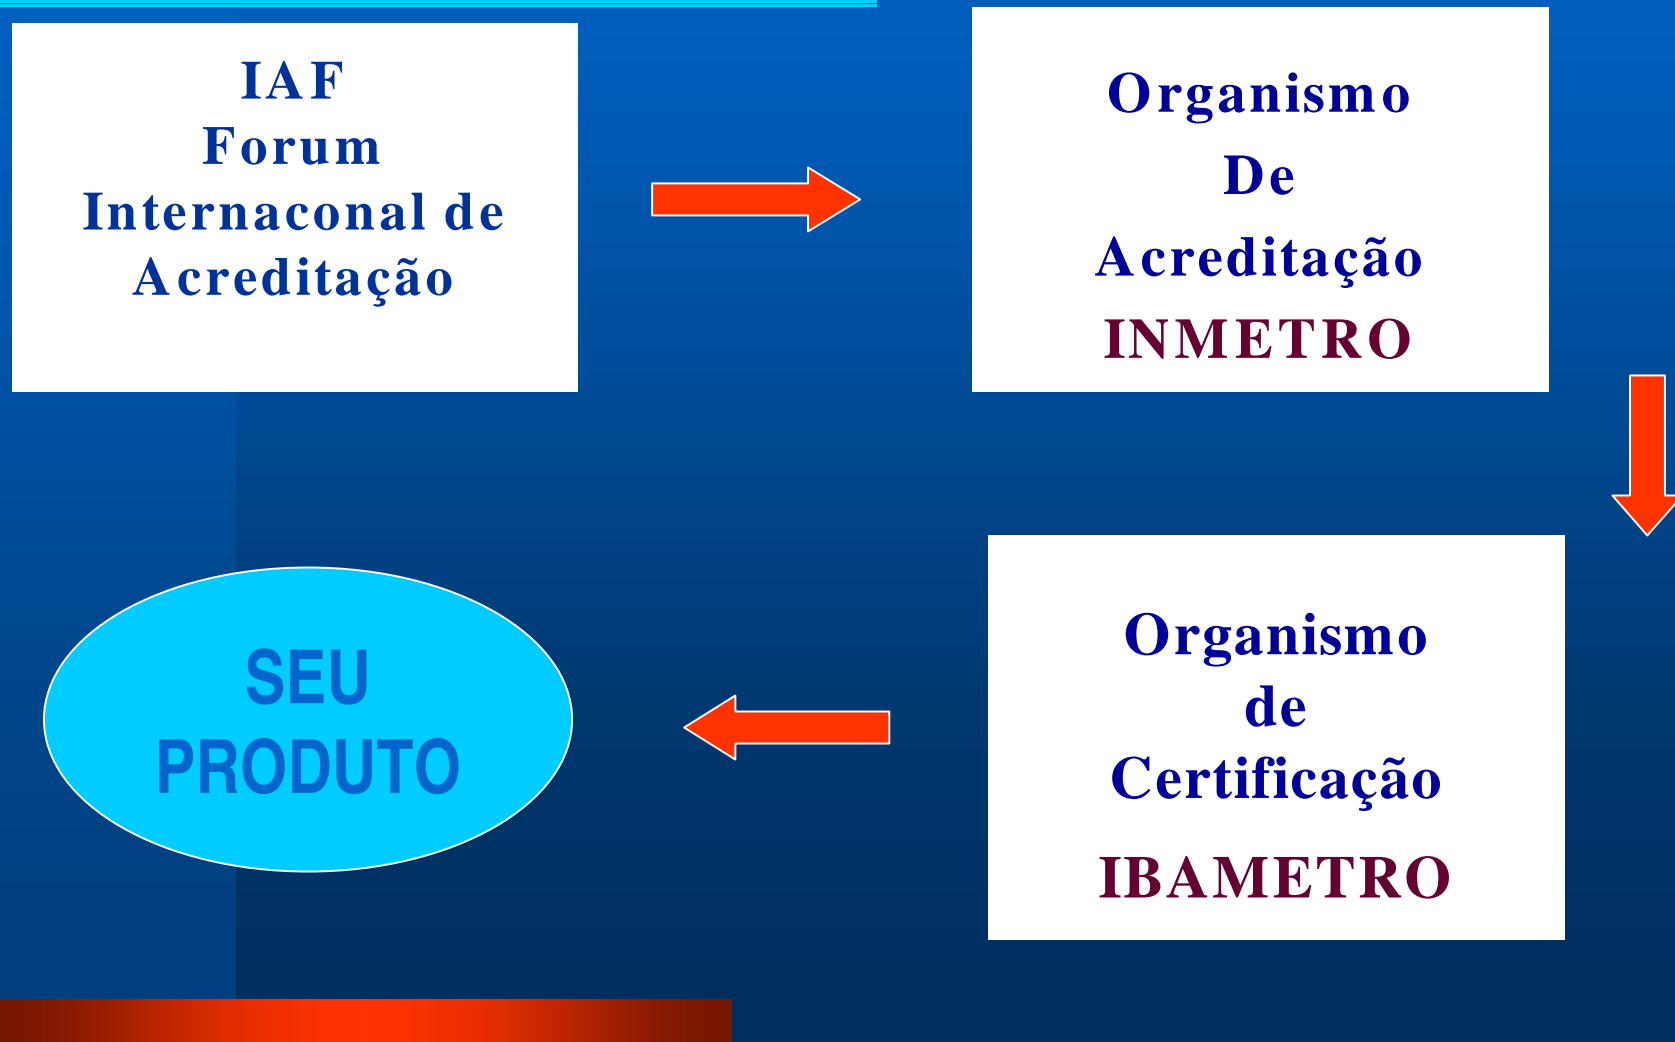 IAF
Forum
Internaconal de
Acreditação
Organismo
De
Acreditação
INMETRO
Organismo
de
Certificação
IBAMETRO
SEU
PRODUTO